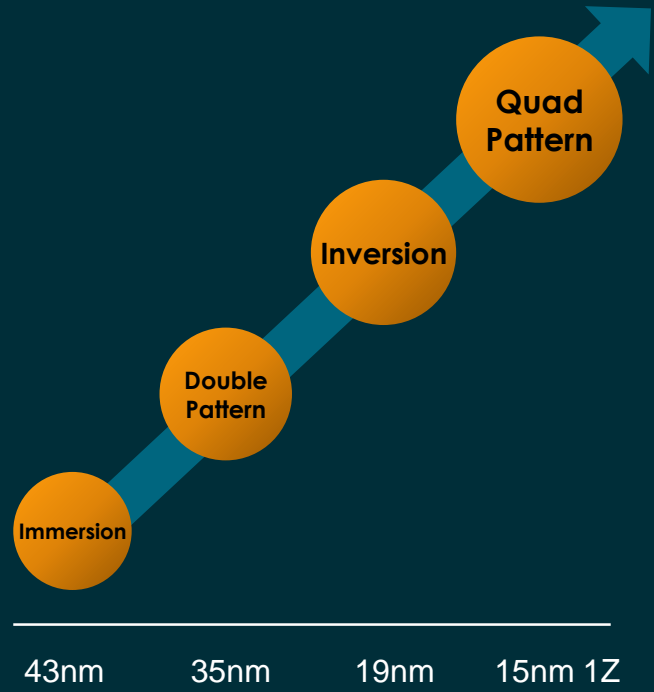 Quad
Pattern
Inversion
Double
Pattern
Immersion
43nm 35nm 19nm 15nm 1Z